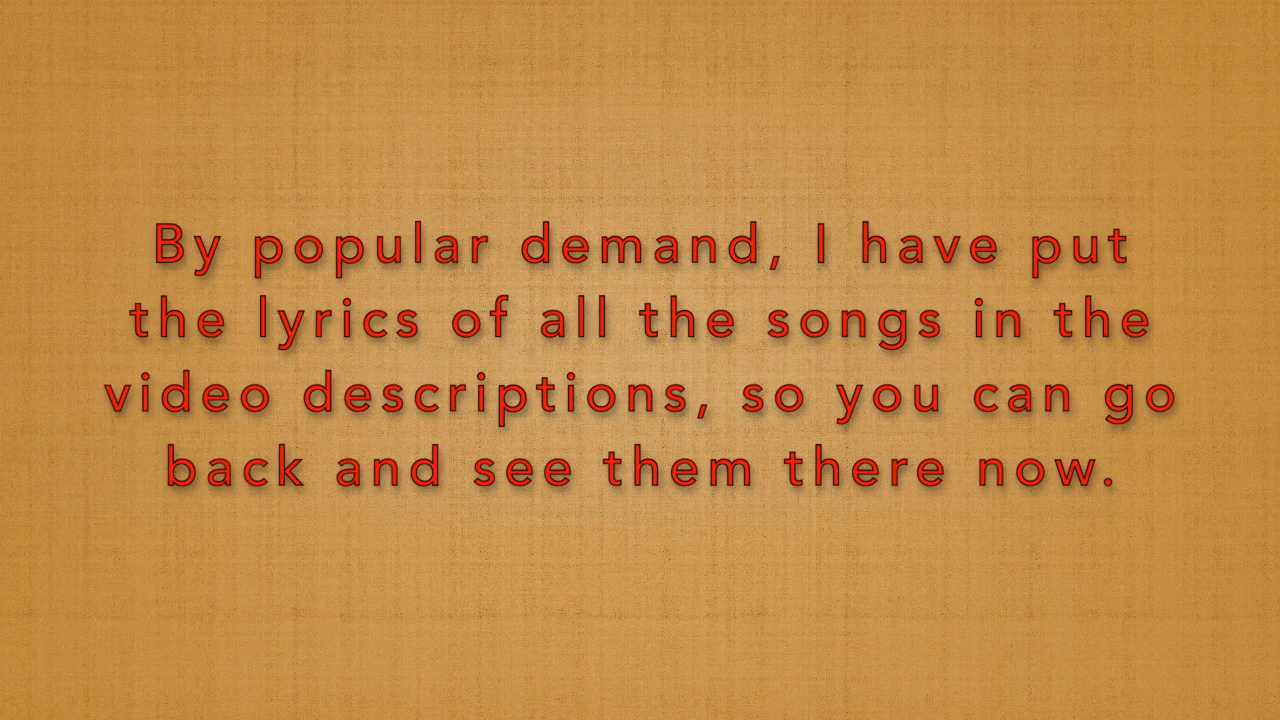 By popular demand, I have put
the lyrics of all the songs in the
video descriptions, so you can go
back and see them there now.